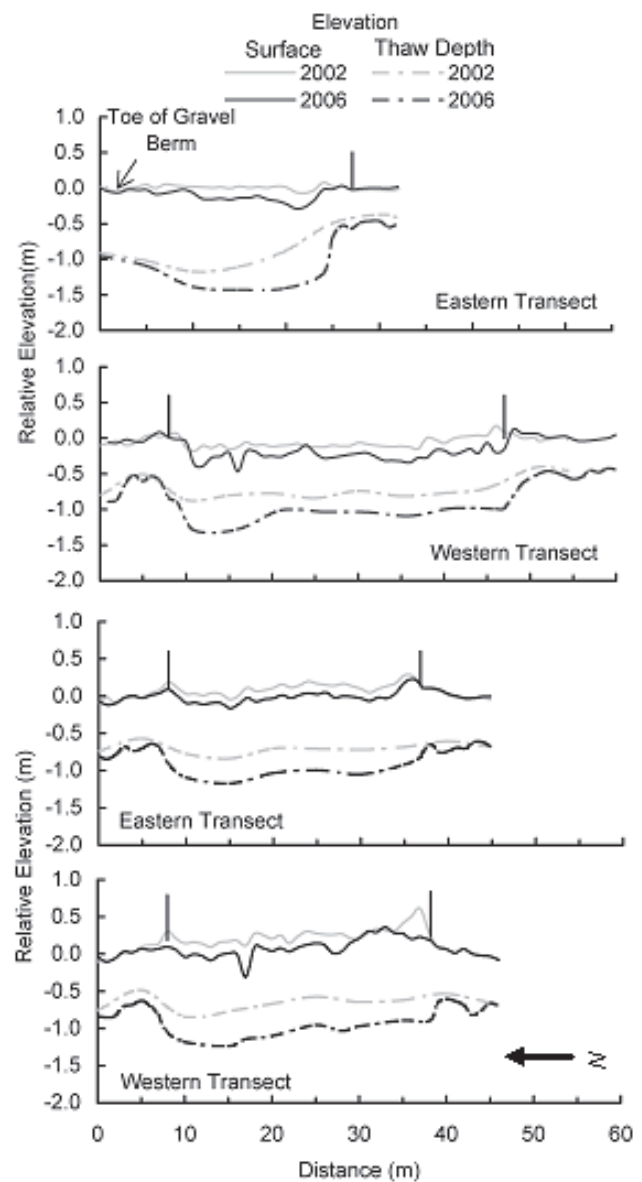 Elevation
Surface Thaw Depth
2002 2002
2006 2006
1.0
Toe of Gravel
Berm
0.5
0.0
-0.5
-1.0
-1.5
-2.0
Relative Elevation(m)
Eastern Transect
1.0
0.5
0.0
-0.5
-1.0
-1.5
-2.0
Western Transect
1.0
0.5
0.0
-0.5
-1.0
-1.5
-2.0
Relative Elevation (m)
Eastern Transect
1.0
0.5
0.0
-0.5
-1.0
-1.5
-2.0
Western Transect
N
0 10 20 30 40 50 60
Distance (m)